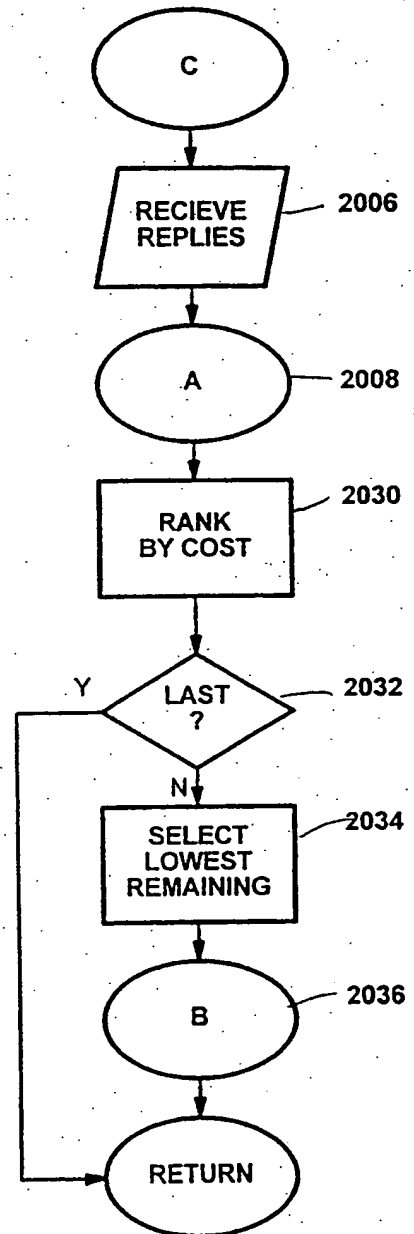 C
RECIEVE
REPLIES
2006
A
2008
RANK
BY COST
2030
LAST
?
2032
Y
N
SELECT
LOWEST
REMAINING
2034
B
2036
RETURN